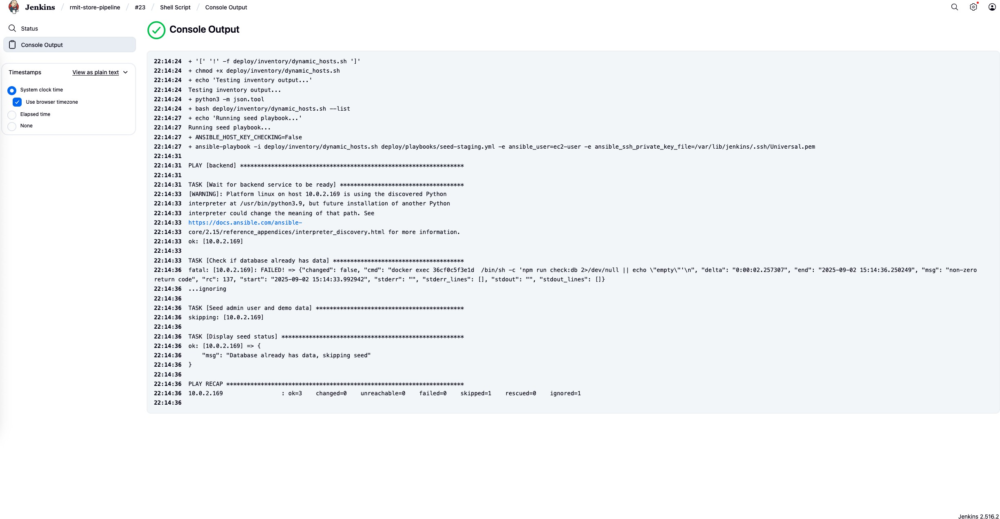 Jenkins / rmit-store-pipeline / #23 / Shell Script / Console Output
Status
Console Output
Timestamps
View as plain text
System clock time
Use browser timezone
Elapsed time
None
Console Output
22:14:24 + '[' '!' -f deploy/inventory/dynamic_hosts.sh ']'
22:14:24 + chmod +x deploy/inventory/dynamic_hosts.sh
22:14:24 + echo 'Testing inventory output...'
22:14:24 Testing inventory output...
22:14:24 + python3 -m json.tool
22:14:24 + bash deploy/inventory/dynamic_hosts.sh --list
22:14:27 + echo 'Running seed playbook...'
22:14:27 Running seed playbook...
22:14:27 + ANSIBLE_HOST_KEY_CHECKING=False
22:14:27 + ansible-playbook -i deploy/inventory/dynamic_hosts.sh deploy/playbooks/seed-staging.yml -e ansible_user=ec2-user -e ansible_ssh_private_key_file=/var/lib/jenkins/.ssh/Universal.pem
22:14:31
22:14:31 PLAY [backend] *****************************************************************
22:14:31
22:14:31 TASK [Wait for backend service to be ready] ************************************
22:14:33 [WARNING]: Platform linux on host 10.0.2.169 is using the discovered Python
22:14:33 interpreter at /usr/bin/python3.9, but future installation of another Python
22:14:33 interpreter could change the meaning of that path. See
22:14:33 https://docs.ansible.com/ansible-
22:14:33 core/2.15/reference_appendices/interpreter_discovery.html for more information.
22:14:33 ok: [10.0.2.169]
22:14:33
22:14:33 TASK [Check if database already has data] **************************************
22:14:36 fatal: [10.0.2.169]: FAILED! => {"changed": false, "cmd": "docker exec 36cf0c5f3e1d  /bin/sh -c 'npm run check:db 2>/dev/null || echo \"empty\"'\n", "delta": "0:00:02.257307", "end": "2025-09-02 15:14:36.250249", "msg": "non-zero
return code", "rc": 137, "start": "2025-09-02 15:14:33.992942", "stderr": "", "stderr_lines": [], "stdout": "", "stdout_lines": []}
22:14:36 ...ignoring
22:14:36
22:14:36 TASK [Seed admin user and demo data] *******************************************
22:14:36 skipping: [10.0.2.169]
22:14:36
22:14:36 TASK [Display seed status] *****************************************************
22:14:36 ok: [10.0.2.169] => {
22:14:36     "msg": "Database already has data, skipping seed"
22:14:36 }
22:14:36
22:14:36 PLAY RECAP *********************************************************************
22:14:36 10.0.2.169                 : ok=3    changed=0    unreachable=0    failed=0    skipped=1    rescued=0    ignored=1
22:14:36
Jenkins 2.516.2